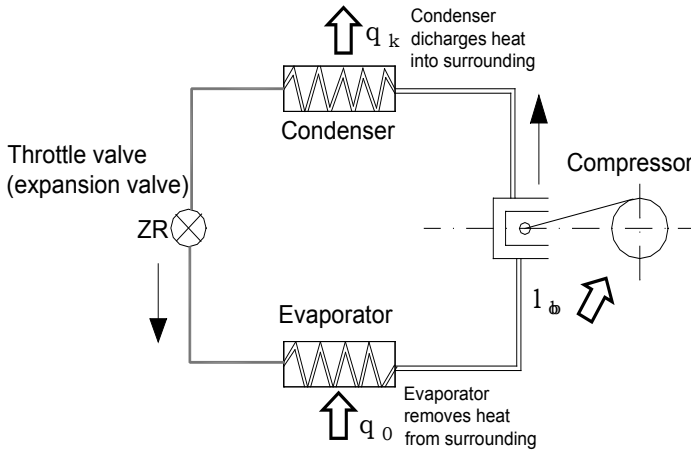 q k
Condenser
dicharges heat
into surrounding
Condenser
Throttle valve
(expansion valve)
Compressor
ZR
Evaporator
q 0
Evaporator
removes heat
from surrounding